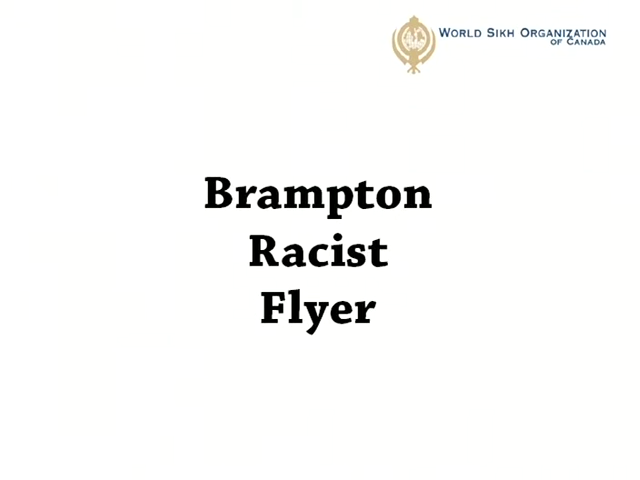 World Sikh Organization
of Canada
Brampton
Racist
Flyer